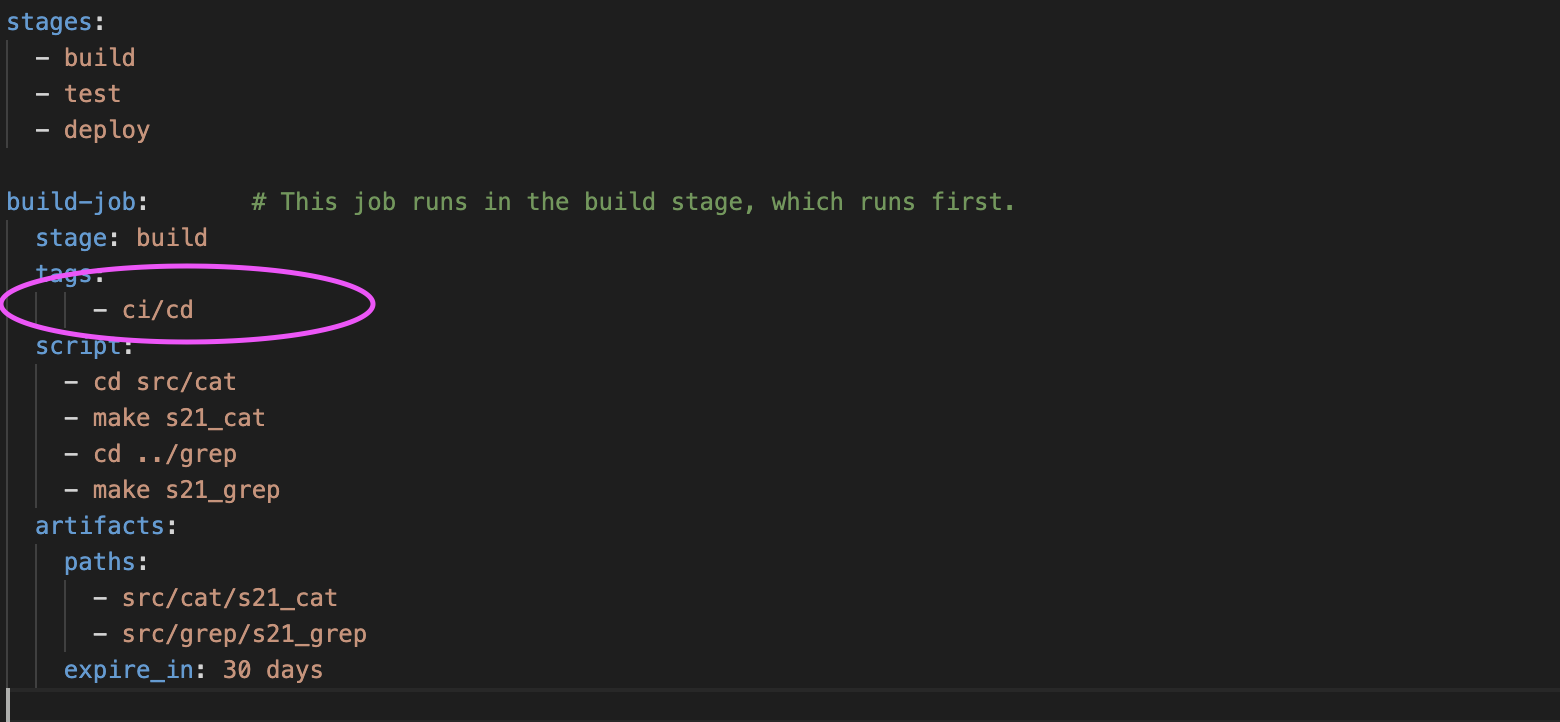 stages:
  - build
  - test
  - deploy

build-job:       # This job runs in the build stage, which runs first.
  stage: build
  tags:
      - ci/cd
  script:
    - cd src/cat
    - make s21_cat
    - cd ../grep
    - make s21_grep
  artifacts:
    paths:
      - src/cat/s21_cat
      - src/grep/s21_grep
    expire_in: 30 days